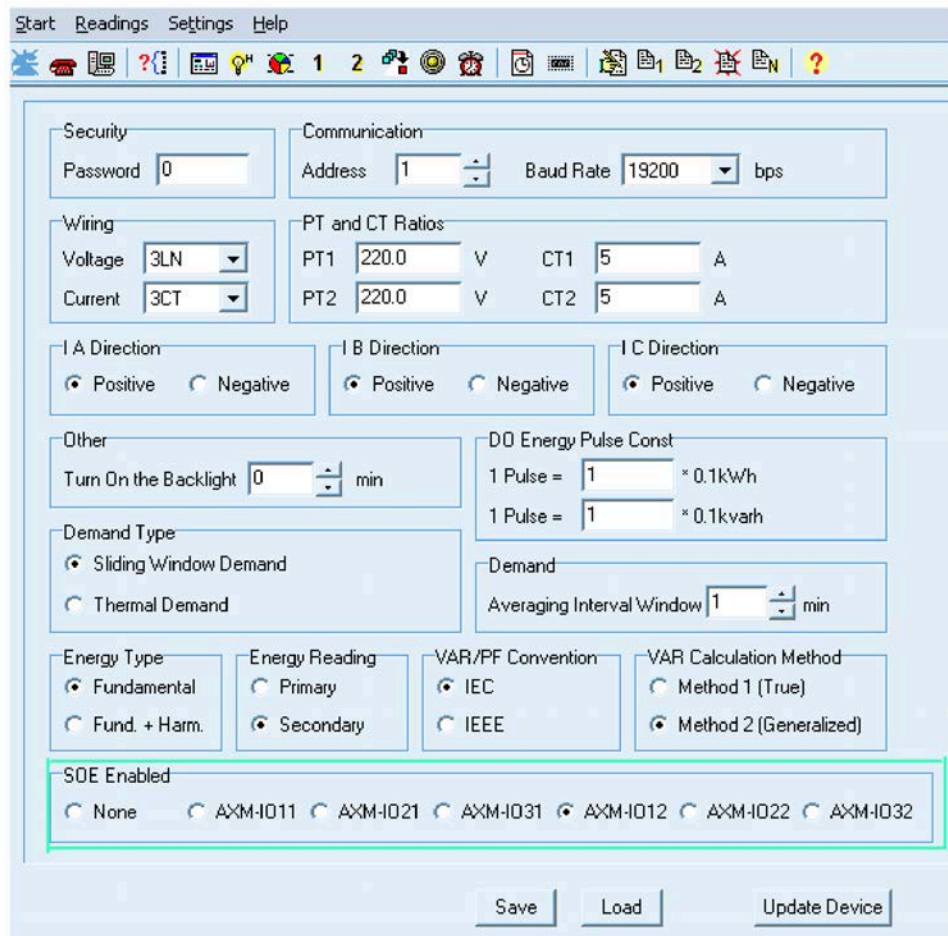 Start Readings Settings Help
?{ 1 2 1 2 N ?
Security
Password 0
Communication
Address 1 Baud Rate 19200 bps
Wiring
Voltage 3LN
Current 3CT
PT and CT Ratios
PT1 220.0 V CT1 5 A
PT2 220.0 V CT2 5 A
I A Direction
Positive Negative
I B Direction
Positive Negative
I C Direction
Positive Negative
Other
Turn On the Backlight 0 min
DO Energy Pulse Const
1 Pulse = 1 * 0.1kWh
1 Pulse = 1 * 0.1kvarh
Demand Type
Sliding Window Demand
Thermal Demand
Demand
Averaging Interval Window 1 min
Energy Type
Fundamental
Fund. + Harm.
Energy Reading
Primary
Secondary
VAR/PF Convention
IEC
IEEE
VAR Calculation Method
Method 1 (True)
Method 2 (Generalized)
SOE Enabled
None AXM-IO11 AXM-IO21 AXM-IO31 AXM-IO12 AXM-IO22 AXM-IO32
Save Load Update Device